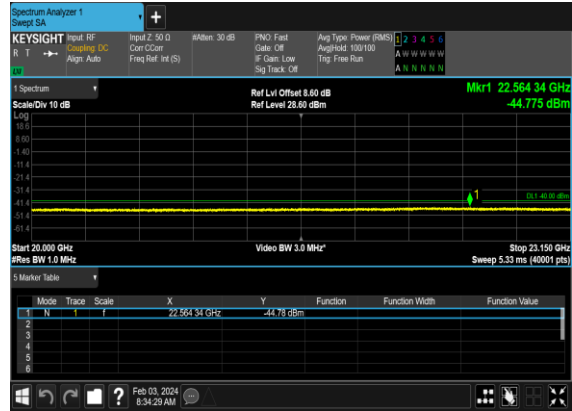 Spectrum Analyzer 1
Swept SA
+
KEYSIGHT
R T
Input: RF
Coupling: DC
Align: Auto
Input Z: 50 Ω
Corr CCorr
Freq Ref: Int (S)
#Atten: 30 dB
PNO: Fast
Gate: Off
IF Gain: Low
Sig Track: Off
Avg Type: Power (RMS)
Avg|Hold: 100/100
Trig: Free Run
1 2 3 4 5 6
A W W W W W
A N N N N N
1 Spectrum
Scale/Div 10 dB
Ref Lvl Offset 8.60 dB
Ref Level 28.60 dBm
Mkr1 22.564 34 GHz
-44.775 dBm
Log
18.6
8.60
-1.40
-11.4
-21.4
-31.4
-41.4
-51.4
-61.4
1
DL1 -40.00 dBm
Start 20.000 GHz
#Res BW 1.0 MHz
Video BW 3.0 MHz*
Stop 23.150 GHz
Sweep 5.33 ms (40001 pts)
5 Marker Table
Mode Trace Scale X Y Function Function Width Function Value
1 N 1 f 22.564 34 GHz -44.78 dBm
2
3
4
5
6
?
Feb 03, 2024
8:34:29 AM